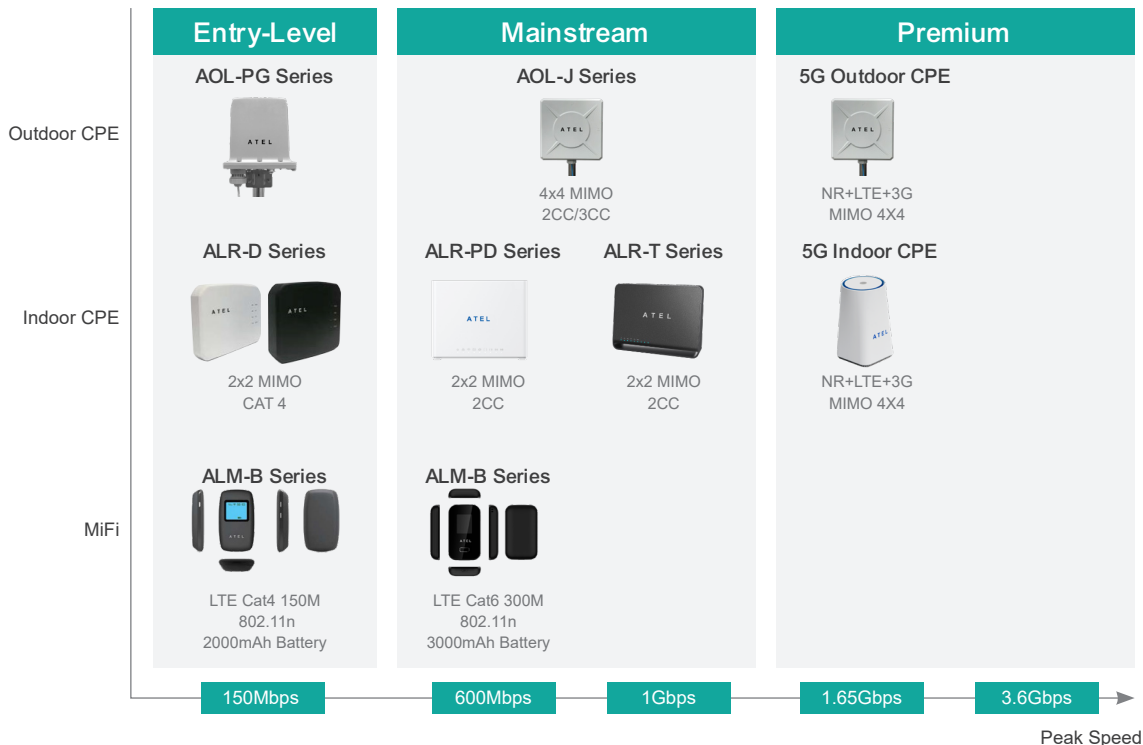 Entry-Level
Mainstream
Premium
Outdoor CPE
AOL-PG Series
ATEL
AOL-J Series
ATEL
4x4 MIMO
2CC/3CC
5G Outdoor CPE
ATEL
NR+LTE+3G
MIMO 4X4
Indoor CPE
ALR-D Series
ATEL
ATEL
2x2 MIMO
CAT 4
ALR-PD Series
ATEL
2x2 MIMO
2CC
ALR-T Series
ATEL
2x2 MIMO
2CC
5G Indoor CPE
ATEL
NR+LTE+3G
MIMO 4X4
MiFi
ALM-B Series
ATEL
LTE Cat4 150M
802.11n
2000mAh Battery
ALM-B Series
ATEL
LTE Cat6 300M
802.11n
3000mAh Battery
150Mbps
600Mbps
1Gbps
1.65Gbps
3.6Gbps
Peak Speed